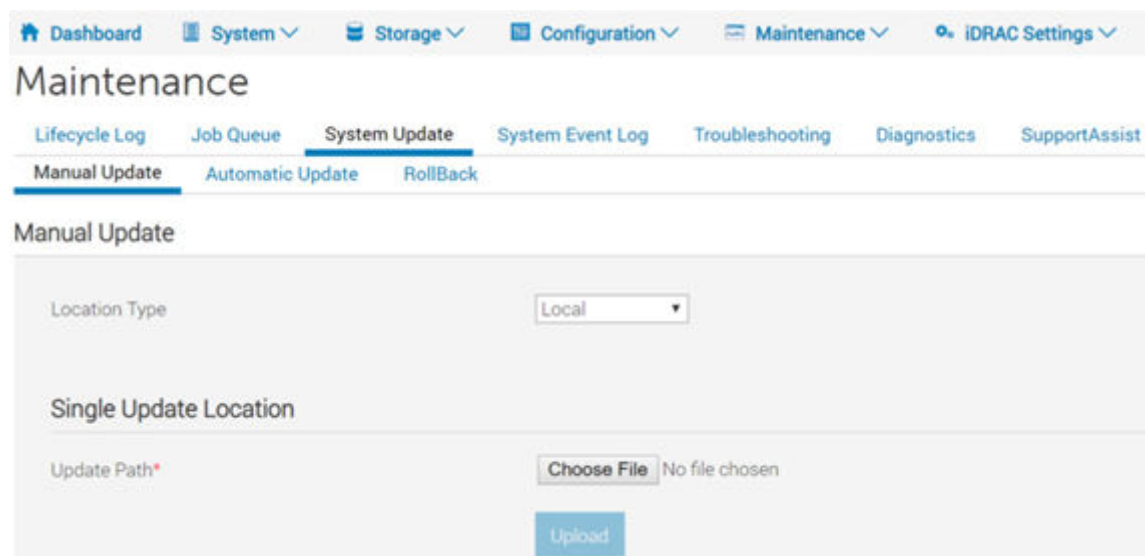 Dashboard System Storage Configuration Maintenance iDRAC Settings
Maintenance
Lifecycle Log Job Queue System Update System Event Log Troubleshooting Diagnostics SupportAssist
Manual Update Automatic Update RollBack
Manual Update
Location Type Local
Single Update Location
Update Path* Choose File No file chosen
Upload